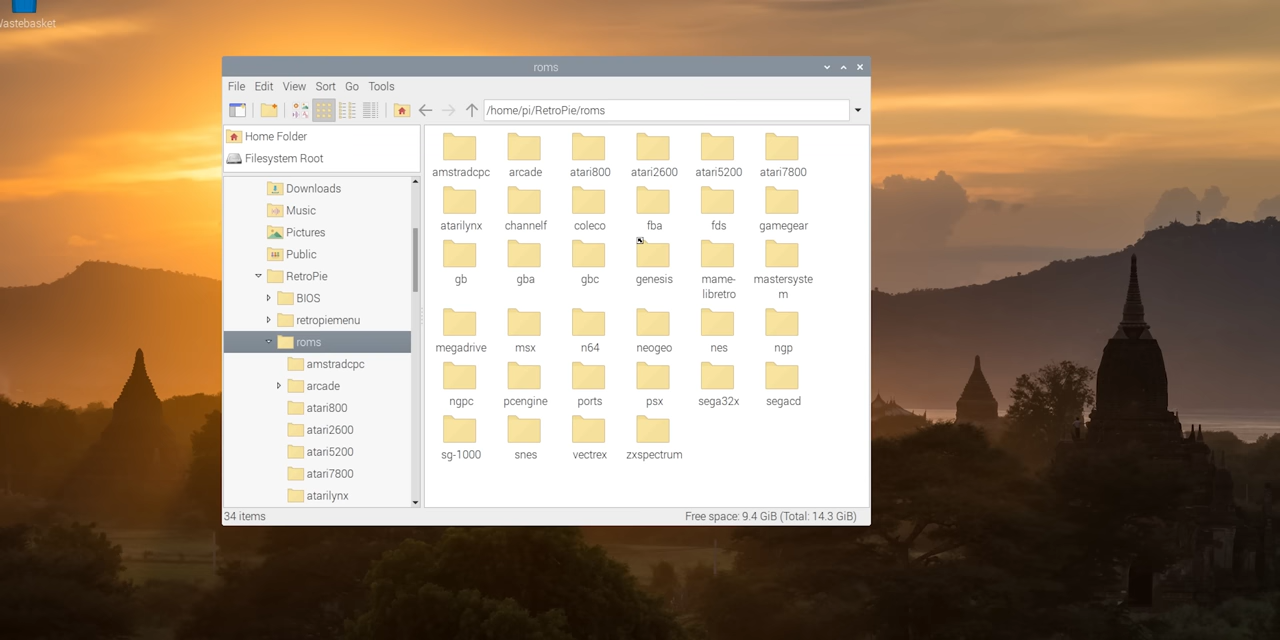 Wastebasket
roms
File Edit View Sort Go Tools
/home/pi/RetroPie/roms
Home Folder
Filesystem Root
Downloads
Music
Pictures
Public
RetroPie
BIOS
retropiemenu
roms
amstradcpc
arcade
atari800
atari2600
atari5200
atari7800
atarilynx
amstradcpc arcade atari800 atari2600 atari5200 atari7800
atarilynx channelf coleco fba fds gamegear
gb gba gbc genesis mame-
libretro mastersyste
m
megadrive msx n64 neogeo nes ngp
ngpc pcengine ports psx sega32x segacd
sg-1000 snes vectrex zxspectrum
34 items Free space: 9.4 GiB (Total: 14.3 GiB)